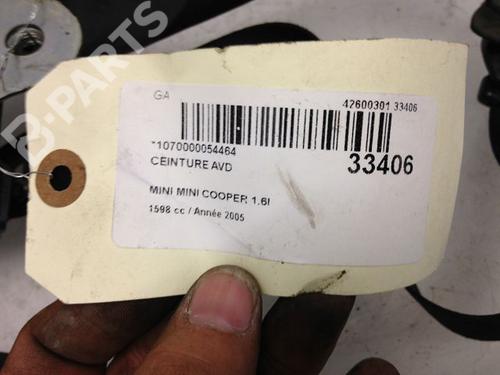 B-PARTS
GA
42600301 33406
*1070000054464
33406
CEINTURE AVD
MINI MINI COOPER 1.6I
1598 cc / Année 2005